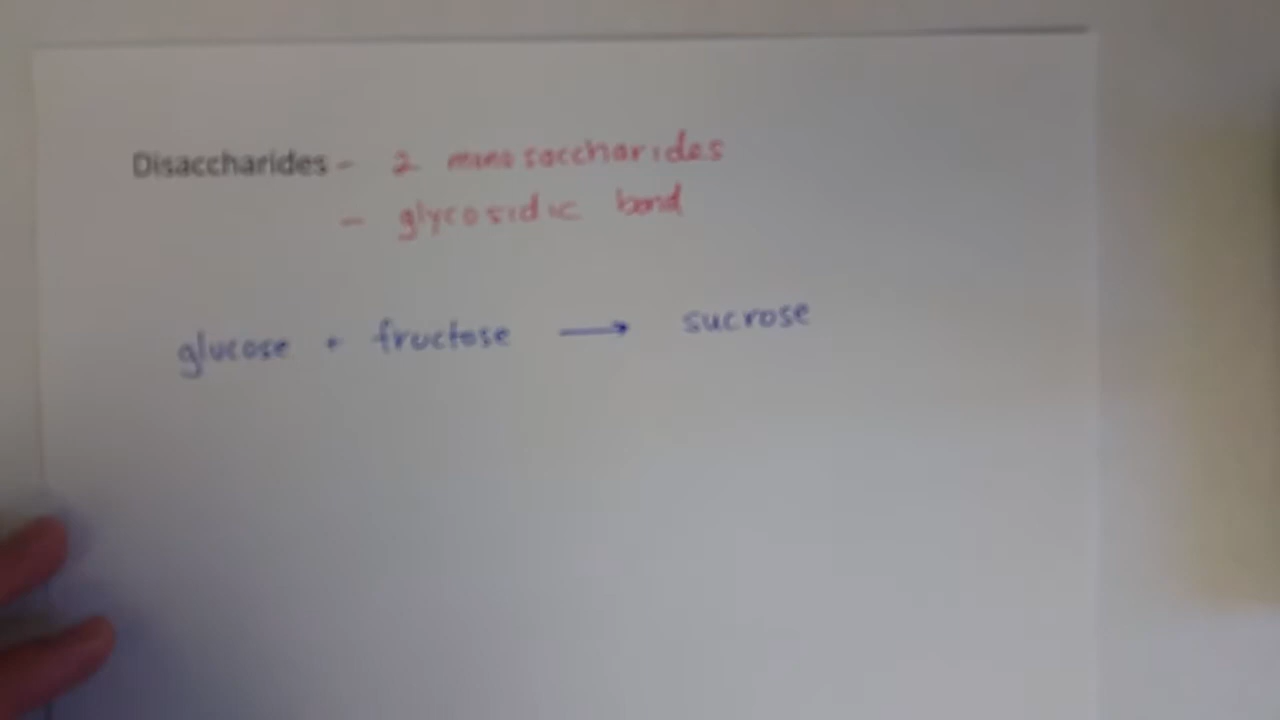 Disaccharides - 2 monosaccharides
- glycosidic bond
glucose + fructose → sucrose